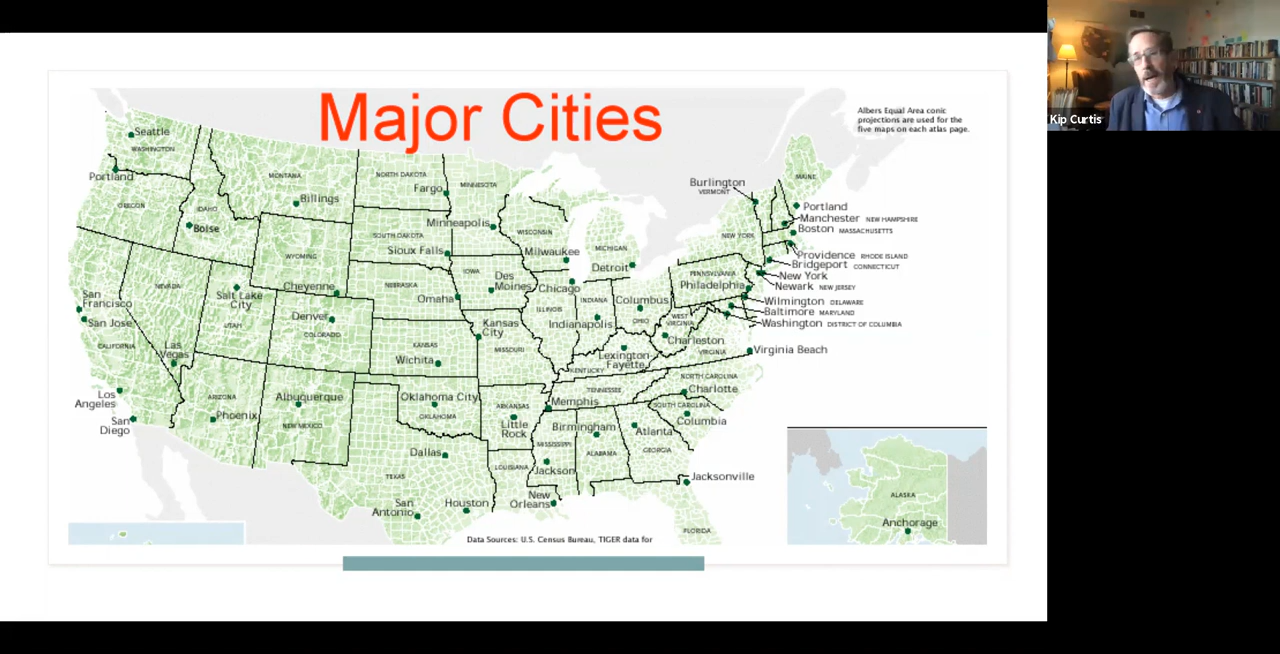 Major Cities
Albers Equal Area conic
projections are used for the
five maps on each atlas page.
Kip Curtis
Seattle
WASHINGTON
Portland
OREGON
IDAHO
Boise
MONTANA
Billings
NORTH DAKOTA
Fargo
MINNESOTA
Minneapolis
SOUTH DAKOTA
Sioux Falls
WISCONSIN
Milwaukee
MICHIGAN
Detroit
Burlington
VERMONT
MAINE
Portland
Manchester NEW HAMPSHIRE
Boston MASSACHUSETTS
NEW YORK
Providence RHODE ISLAND
Bridgeport CONNECTICUT
New York
Newark NEW JERSEY
PENNSYLVANIA
Philadelphia
Wilmington DELAWARE
Baltimore MARYLAND
Washington DISTRICT OF COLUMBIA
WYOMING
Cheyenne
NEBRASKA
Omaha
IOWA
Des
Moines
Chicago
ILLINOIS
INDIANA
Indianapolis
Columbus
OHIO
WEST
VIRGINIA
Charleston
VIRGINIA
Virginia Beach
San
Francisco
San Jose
NEVADA
Salt Lake
City
UTAH
Denver
COLORADO
CALIFORNIA
Las
Vegas
KANSAS
Wichita
Kansas
City
MISSOURI
Lexington-
Fayette
KENTUCKY
NORTH CAROLINA
Charlotte
TENNESSEE
Memphis
SOUTH CAROLINA
Columbia
Los
Angeles
San
Diego
ARIZONA
Phoenix
Albuquerque
NEW MEXICO
Oklahoma City
OKLAHOMA
ARKANSAS
Little
Rock
Birmingham
ALABAMA
Atlanta
GEORGIA
MISSISSIPPI
Jackson
Dallas
TEXAS
LOUISIANA
Jacksonville
San
Antonio
Houston
New
Orleans
FLORIDA
ALASKA
Anchorage
Data Sources: U.S. Census Bureau, TIGER data for